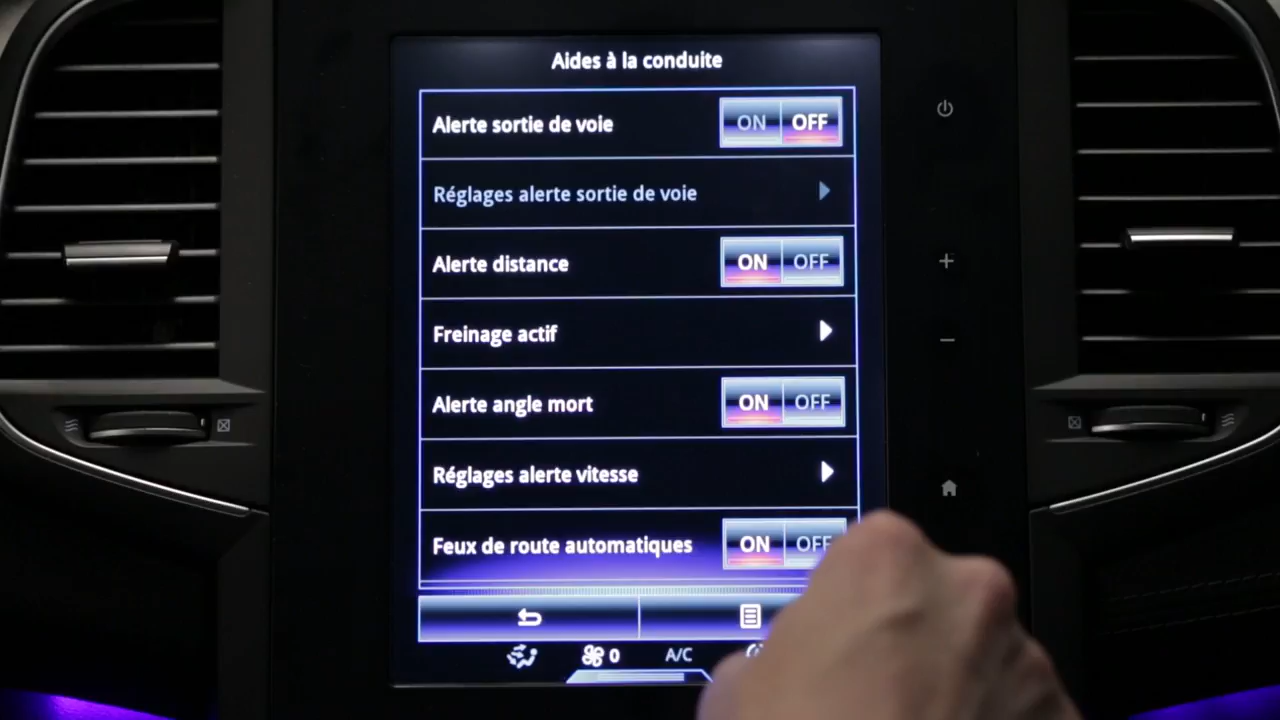 Aides à la conduite
Alerte sortie de voie ON OFF
Réglages alerte sortie de voie
Alerte distance ON OFF
Freinage actif
Alerte angle mort ON OFF
Réglages alerte vitesse
Feux de route automatiques ON OFF
0 A/C